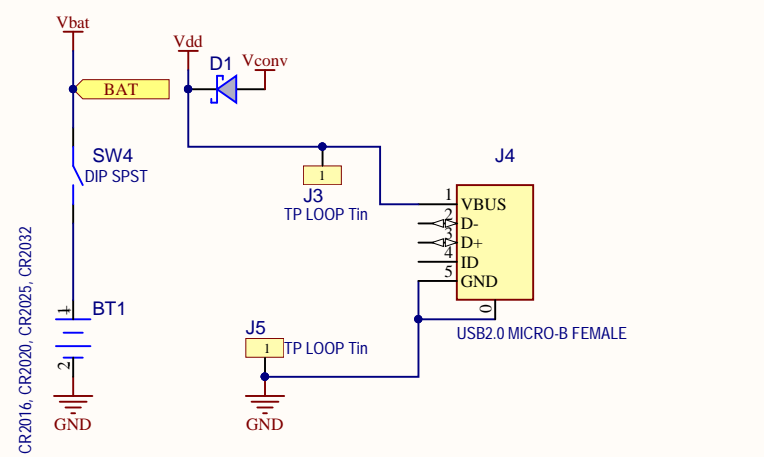 Vbat
Vdd
D1
Vconv
BAT
SW4
DIP SPST
1
J3
TP LOOP Tin
J4
1
VBUS
2
D-
3
D+
4
ID
5
GND
0
USB2.0 MICRO-B FEMALE
CR2016, CR2020, CR2025, CR2032
1
+
BT1
2
GND
J5
1
TP LOOP Tin
GND